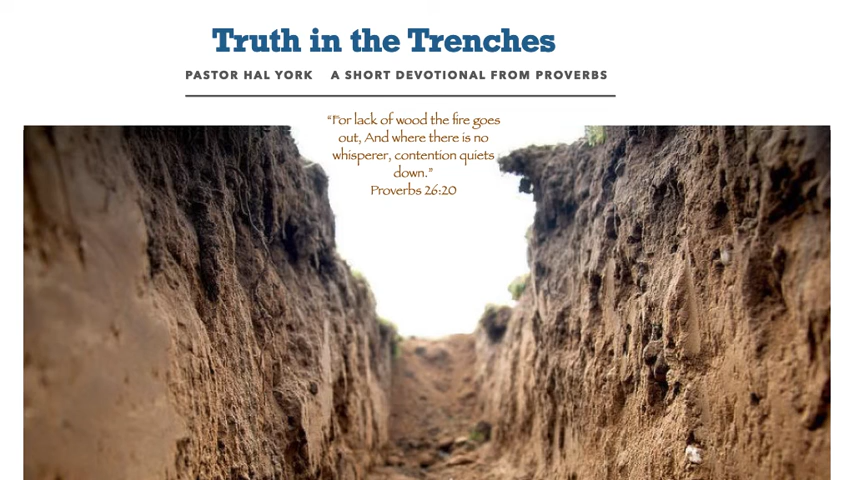 Truth in the Trenches
PASTOR HAL YORK A SHORT DEVOTIONAL FROM PROVERBS
“For lack of wood the fire goes
out, And where there is no
whisperer, contention quiets
down.”
Proverbs 26:20